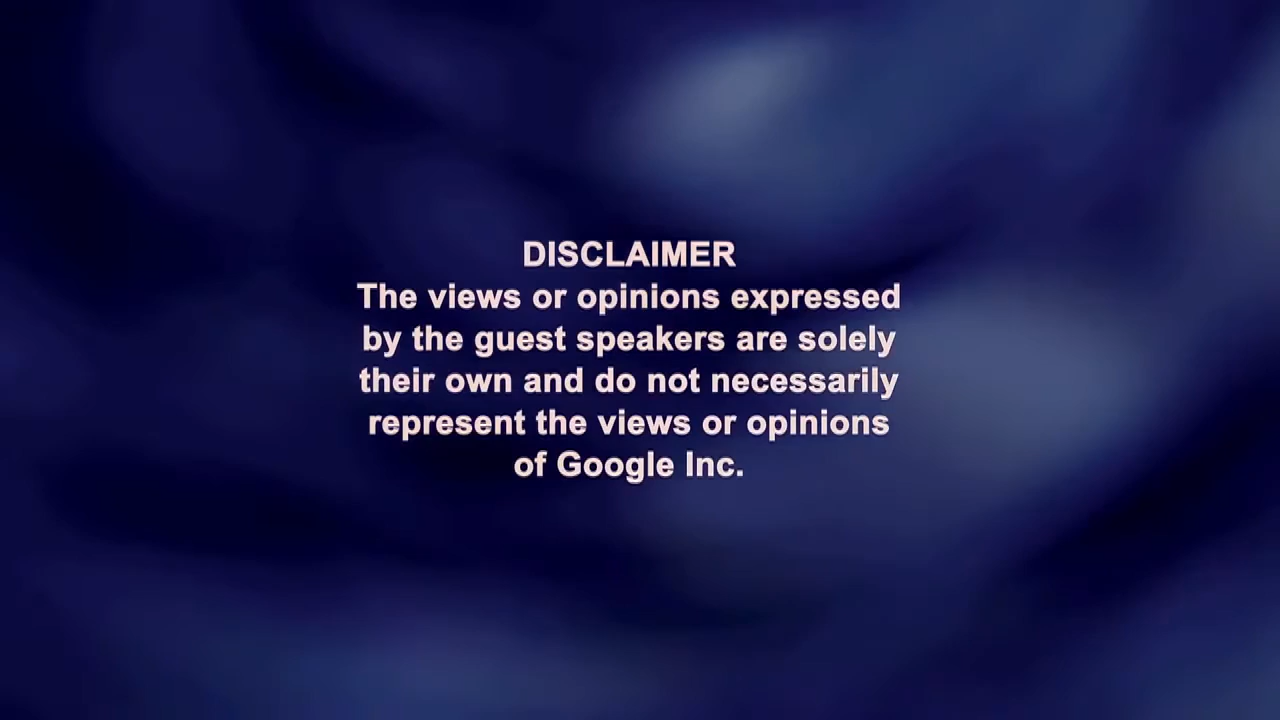 DISCLAIMER
The views or opinions expressed
by the guest speakers are solely
their own and do not necessarily
represent the views or opinions
of Google Inc.